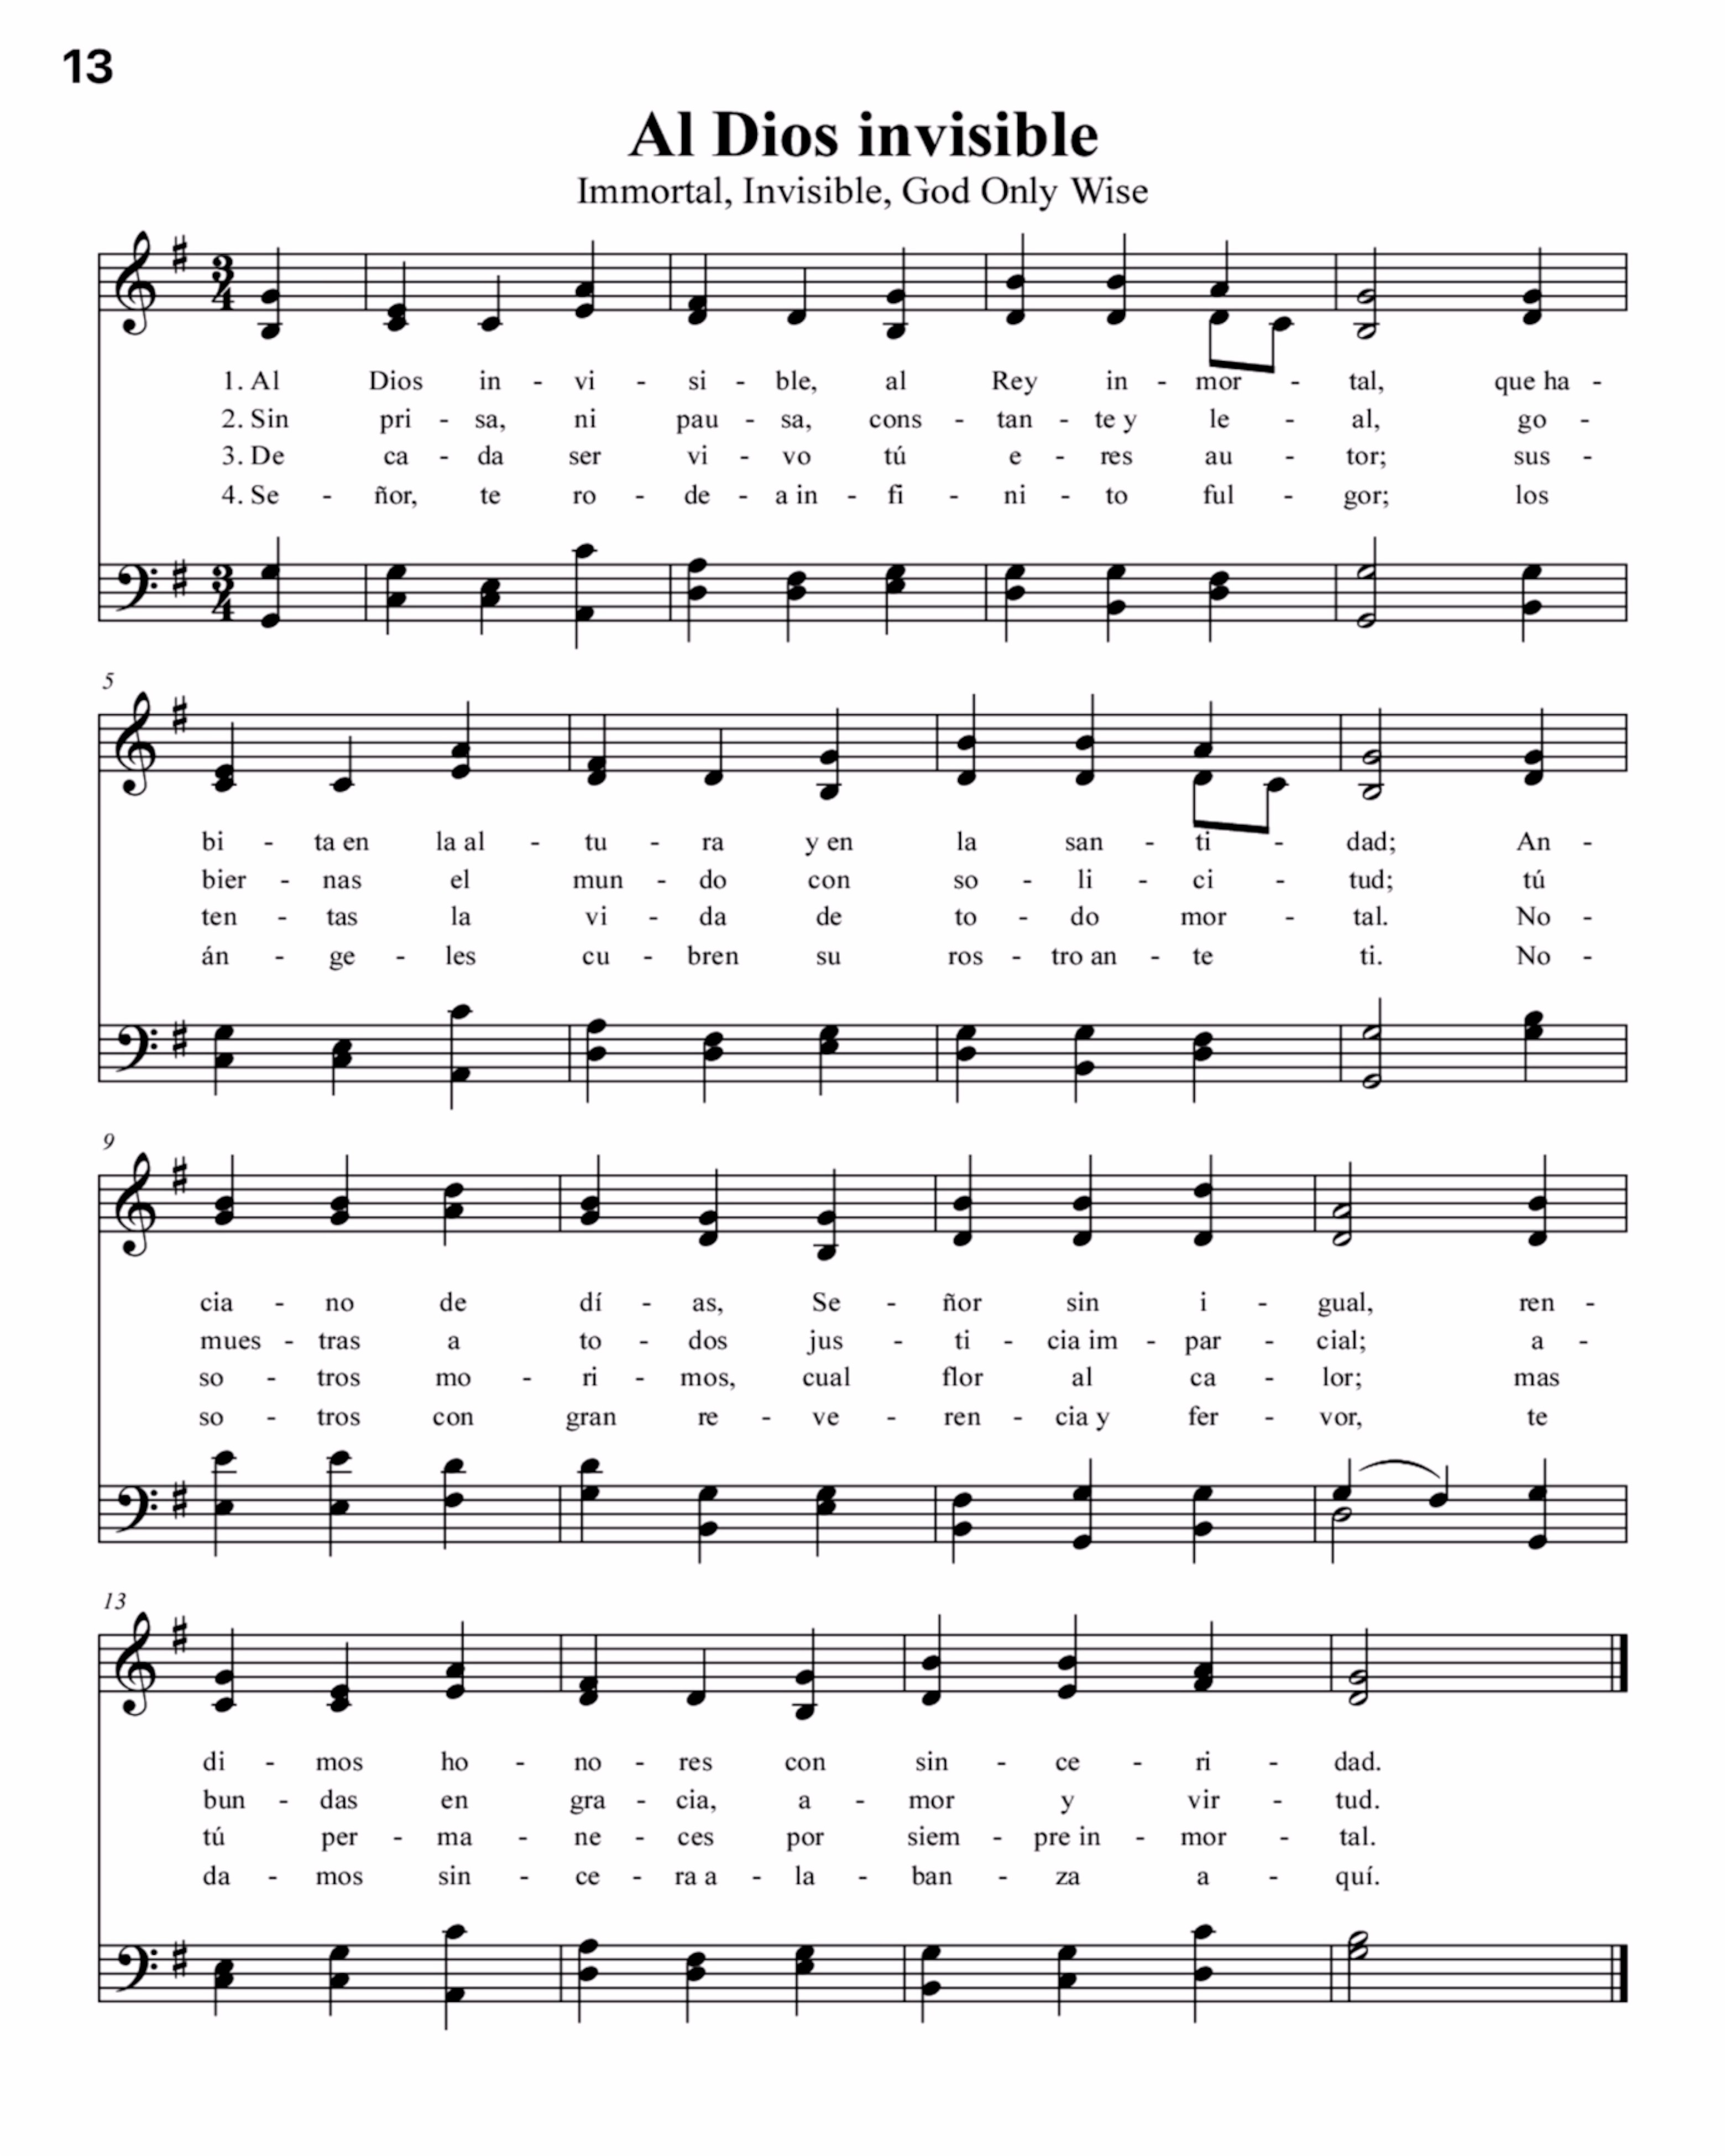 13
Al Dios invisible
Immortal, Invisible, God Only Wise
1. Al Dios in - vi - si - ble, al Rey in - mor - tal, que ha -
2. Sin pri - sa, ni pau - sa, cons - tan - te y le - al, go -
3. De ca - da ser vi - vo tú e - res au - tor; sus -
4. Se - ñor, te ro - de - a in - fi - ni - to ful - gor; los
5
bi - ta en la al - tu - ra y en la san - ti - dad; An -
bier - nas el mun - do con so - li - ci - tud; tú
ten - tas la vi - da de to - do mor - tal. No -
án - ge - les cu - bren su ros - tro an - te ti. No -
9
cia - no de dí - as, Se - ñor sin i - gual, ren -
mues - tras a to - dos jus - ti - cia im - par - cial; a -
so - tros mo - ri - mos, cual flor al ca - lor; mas
so - tros con gran re - ve - ren - cia y fer - vor, te
13
di - mos ho - no - res con sin - ce - ri - dad.
bun - das en gra - cia, a - mor y vir - tud.
tú per - ma - ne - ces por siem - pre in - mor - tal.
da - mos sin - ce - ra a - la - ban - za a - quí.